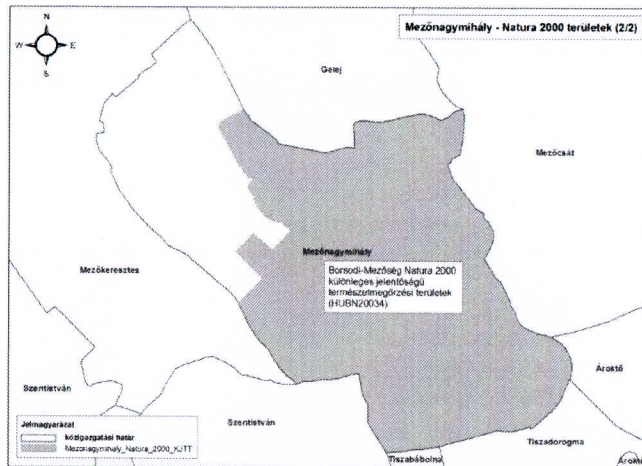 Mezőnagymihály - Natura 2000 területek (2/2)
N
W
E
S
Gelej
Mezőcsát
Mezőnagymihály
Mezőkeresztes
Borsodi-Mezőség Natura 2000
különleges jelentőségű
természetmegőrzési területek
(HUBN20034)
Ároktő
Szentistván
Szentistván
Jelmagyarázat
közigazgatási határ
Mezonagymihaly_Natura_2000_KJTT
Tiszadorogma
Tiszabábolna
Ároktő